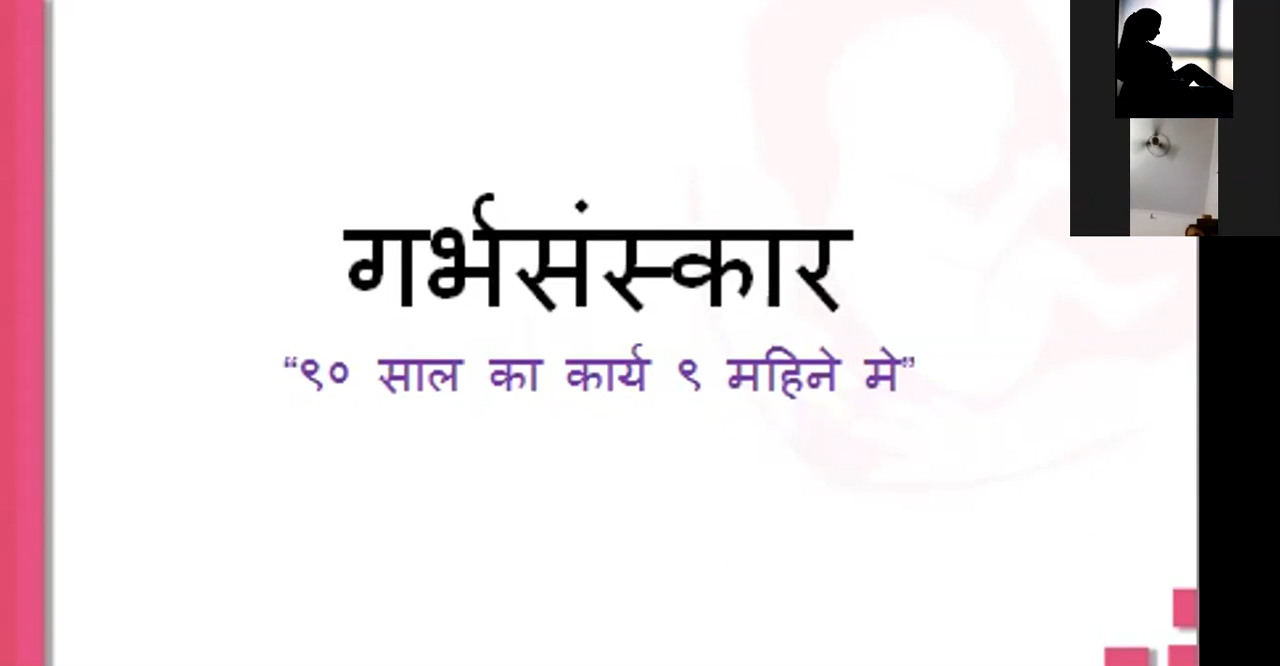 गर्भसंस्कार
“९० साल का कार्य ९ महिने मे”